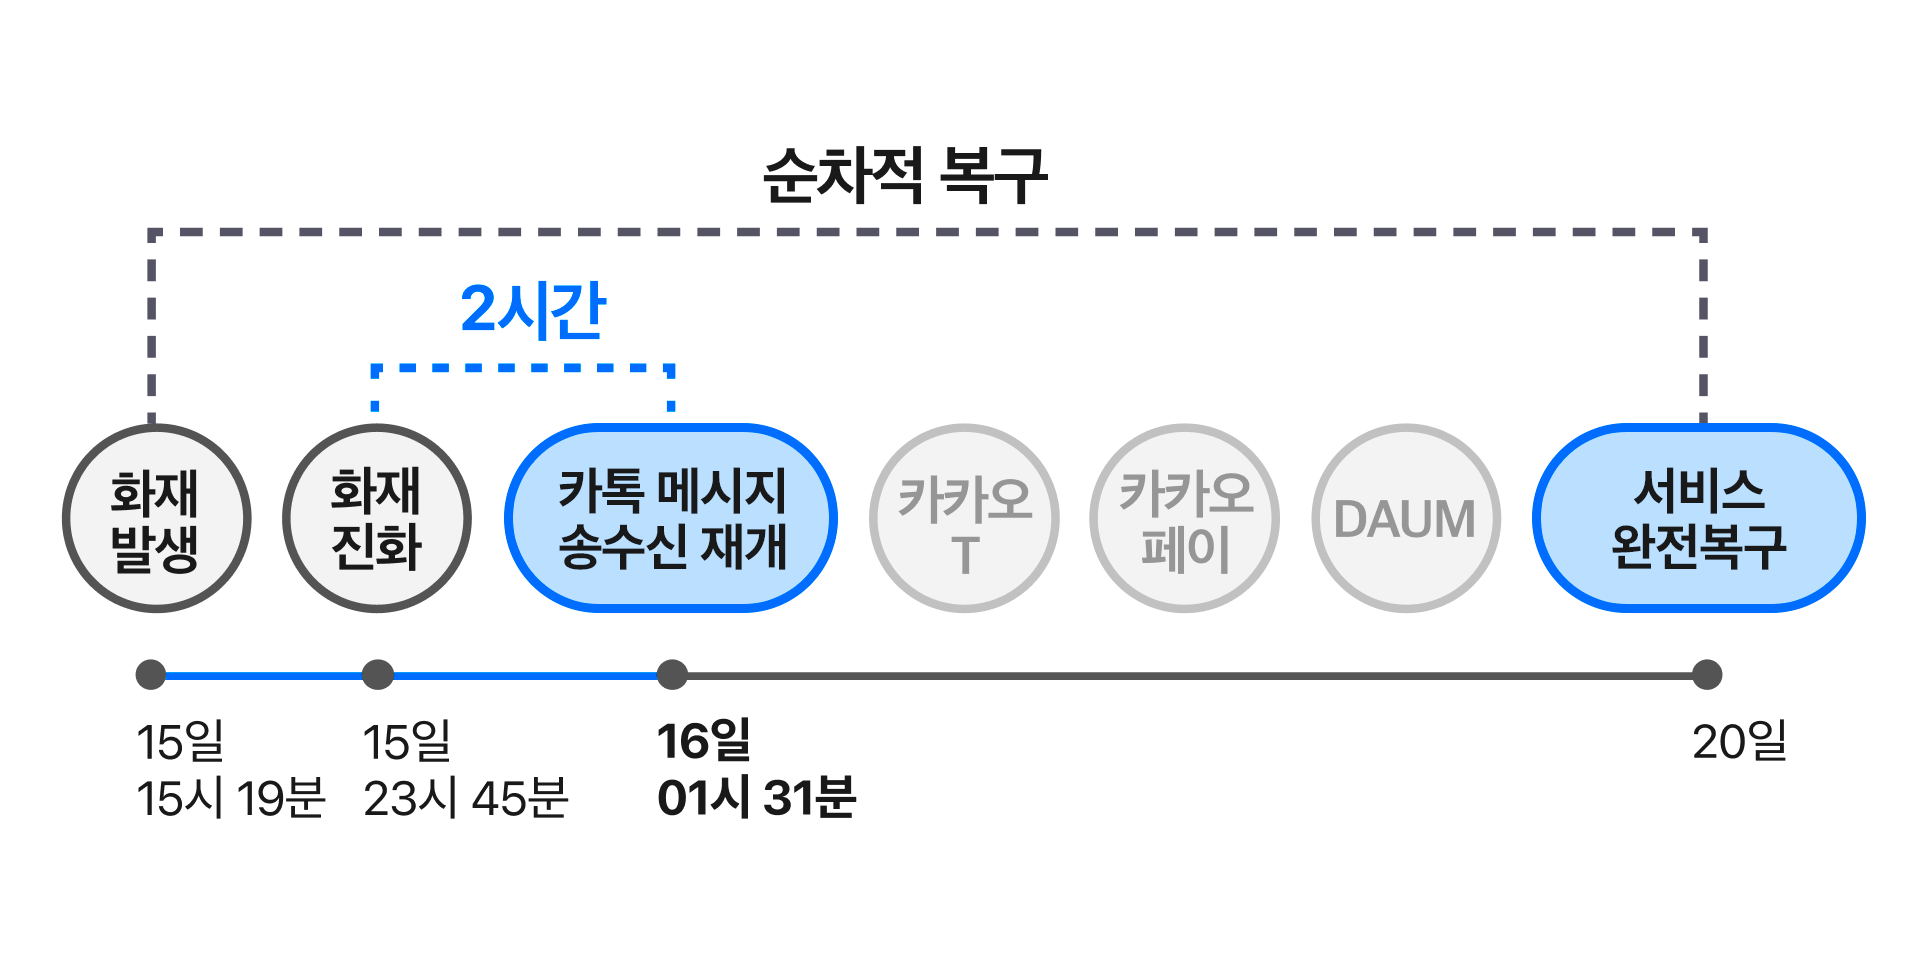 순차적 복구
2시간
화재
발생
화재
진화
카톡 메시지
송수신 재개
카카오
T
카카오
페이
DAUM
서비스
완전복구
15일
15시 19분
15일
23시 45분
16일
01시 31분
20일